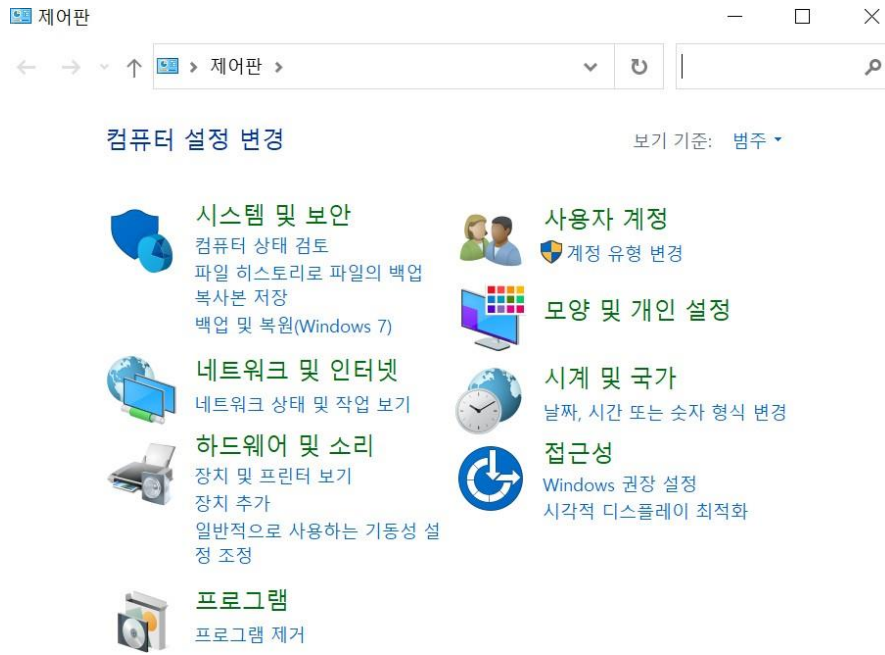 제어판
제어판
컴퓨터 설정 변경
보기 기준: 범주
시스템 및 보안
컴퓨터 상태 검토
파일 히스토리로 파일의 백업
복사본 저장
백업 및 복원(Windows 7)
네트워크 및 인터넷
네트워크 상태 및 작업 보기
하드웨어 및 소리
장치 및 프린터 보기
장치 추가
일반적으로 사용하는 기동성 설
정 조정
프로그램
프로그램 제거
사용자 계정
계정 유형 변경
모양 및 개인 설정
시계 및 국가
날짜, 시간 또는 숫자 형식 변경
접근성
Windows 권장 설정
시각적 디스플레이 최적화